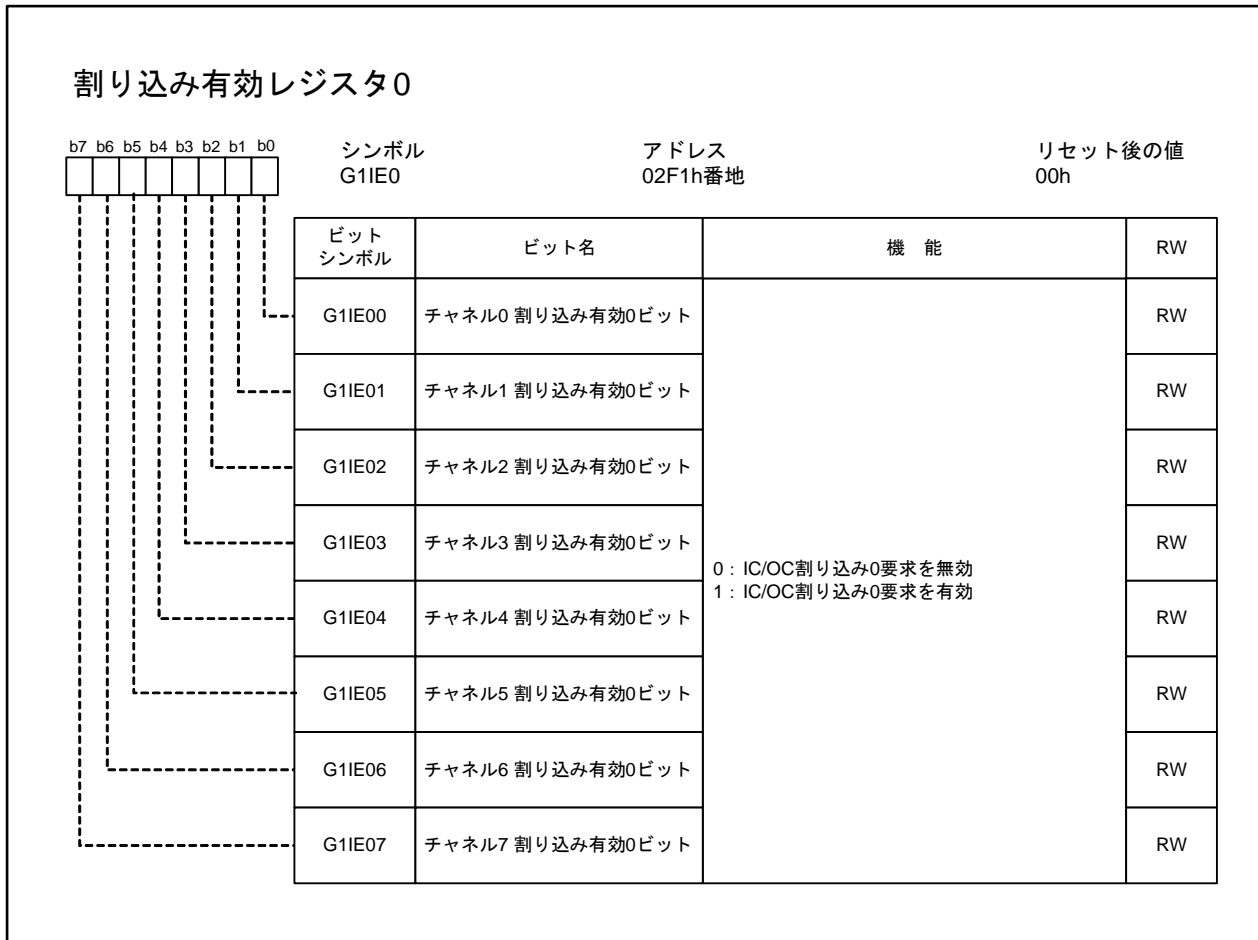 割り込み有効レジスタ0
b7 b6 b5 b4 b3 b2 b1 b0
シンボル アドレス リセット後の値
G1IE0 02F1h番地 00h
ビット
シンボル ビット名 機 能 RW
G1IE00 チャネル0 割り込み有効0ビット RW
G1IE01 チャネル1 割り込み有効0ビット RW
G1IE02 チャネル2 割り込み有効0ビット RW
G1IE03 チャネル3 割り込み有効0ビット RW
0:IC/OC割り込み0要求を無効
1:IC/OC割り込み0要求を有効
G1IE04 チャネル4 割り込み有効0ビット RW
G1IE05 チャネル5 割り込み有効0ビット RW
G1IE06 チャネル6 割り込み有効0ビット RW
G1IE07 チャネル7 割り込み有効0ビット RW